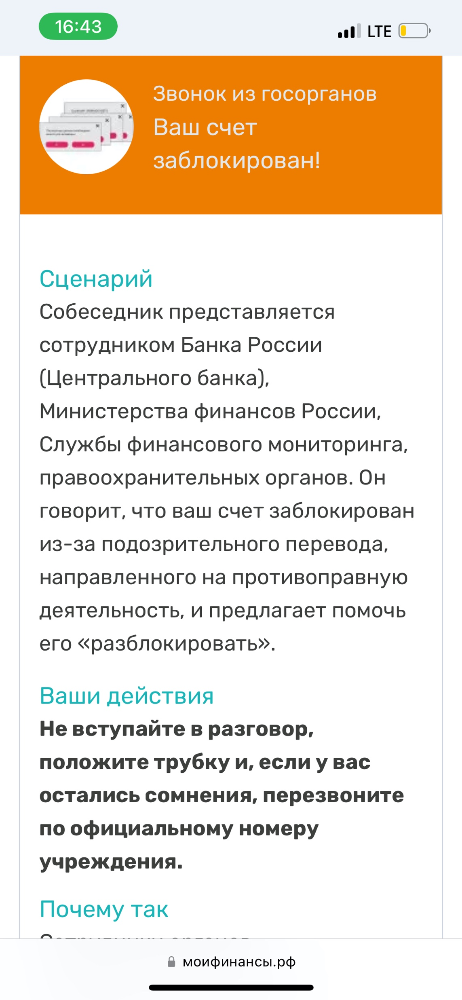 16:43
LTE
Звонок из госорганов
Ваш счет
заблокирован!
Сценарий
Собеседник представляется
сотрудником Банка России
(Центрального банка),
Министерства финансов России,
Службы финансового мониторинга,
правоохранительных органов. Он
говорит, что ваш счет заблокирован
из-за подозрительного перевода,
направленного на противоправную
деятельность, и предлагает помочь
его «разблокировать».
Ваши действия
Не вступайте в разговор,
положите трубку и, если у вас
остались сомнения, перезвоните
по официальному номеру
учреждения.
Почему так
моифинансы.рф